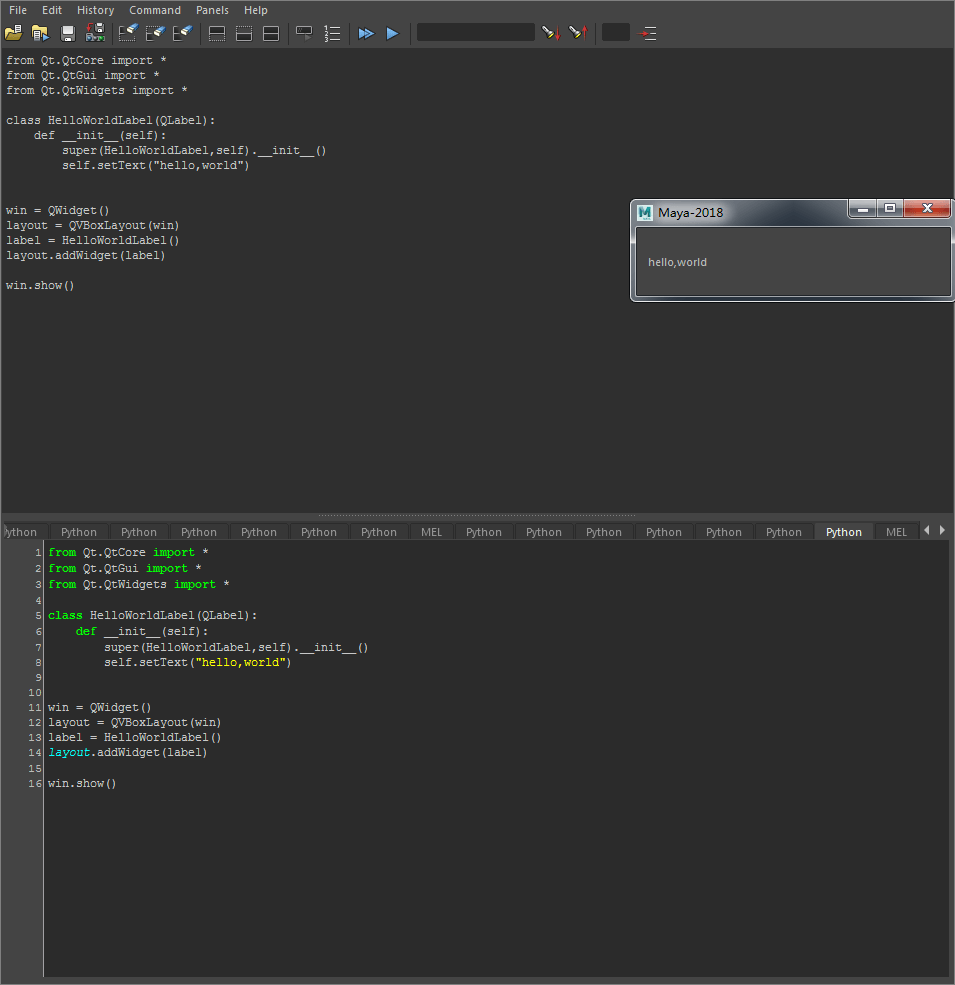 File Edit History Command Panels Help
from Qt.QtCore import *
from Qt.QtGui import *
from Qt.QtWidgets import *
class HelloWorldLabel(QLabel):
    def __init__(self):
        super(HelloWorldLabel,self).__init__()
        self.setText("hello,world")
win = QWidget()
layout = QVBoxLayout(win)
label = HelloWorldLabel()
layout.addWidget(label)
win.show()
Maya-2018
hello,world
ython Python Python Python Python Python Python MEL Python Python Python Python Python Python Python MEL
1 from Qt.QtCore import *
2 from Qt.QtGui import *
3 from Qt.QtWidgets import *
4
5 class HelloWorldLabel(QLabel):
6     def __init__(self):
7         super(HelloWorldLabel,self).__init__()
8         self.setText("hello,world")
9
10
11 win = QWidget()
12 layout = QVBoxLayout(win)
13 label = HelloWorldLabel()
14 layout.addWidget(label)
15
16 win.show()